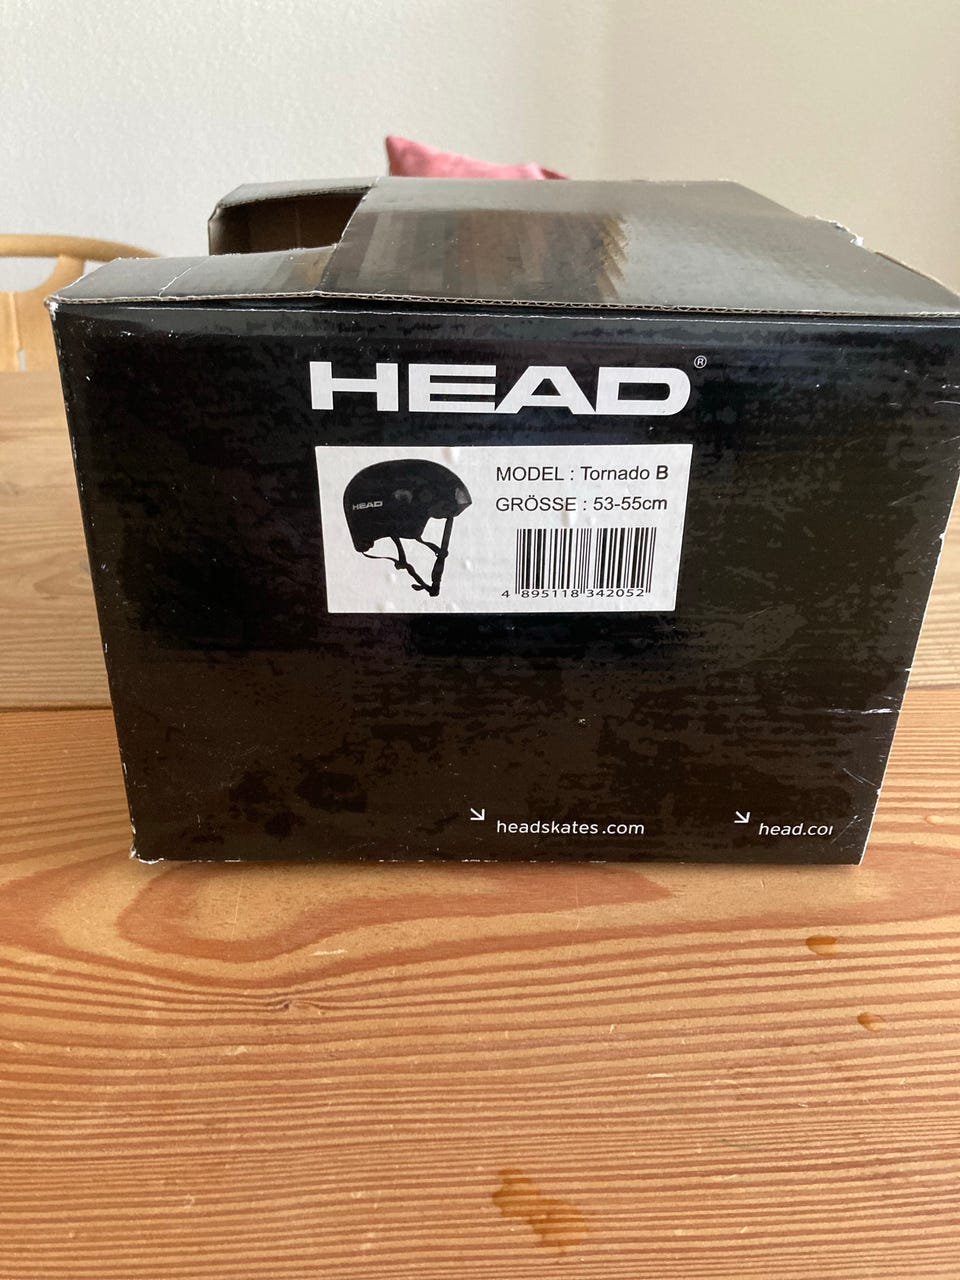 HEAD®
HEAD
MODEL : Tornado B
GRÖSSE : 53-55cm
4 895118 342052
headskates.com
head.co